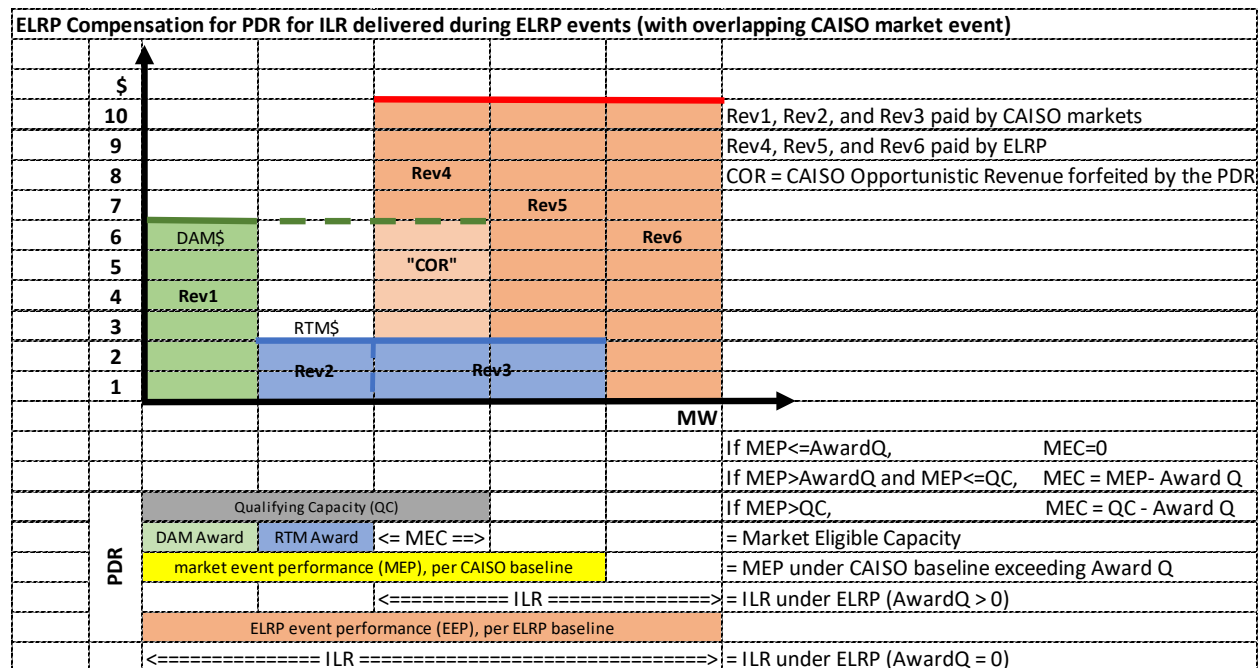 ELRP Compensation for PDR for ILR delivered during ELRP events (with overlapping CAISO market event)
$
10 Rev1, Rev2, and Rev3 paid by CAISO markets
9 Rev4, Rev5, and Rev6 paid by ELRP
8 Rev4 COR = CAISO Opportunistic Revenue forfeited by the PDR
7 Rev5
6 DAM$ Rev6
5 "COR"
4 Rev1
3 RTM$
2
Rev2 Rev3
1
MW
If MEP<=AwardQ, MEC=0
If MEP>AwardQ and MEP<=QC, MEC = MEP- Award Q
Qualifying Capacity (QC) If MEP>QC, MEC = QC - Award Q
PDR
DAM Award RTM Award <= MEC ==> = Market Eligible Capacity
market event performance (MEP), per CAISO baseline = MEP under CAISO baseline exceeding Award Q
<=========== ILR ===============> = ILR under ELRP (AwardQ > 0)
ELRP event performance (EEP), per ELRP baseline
<=============== ILR ================================> = ILR under ELRP (AwardQ = 0)